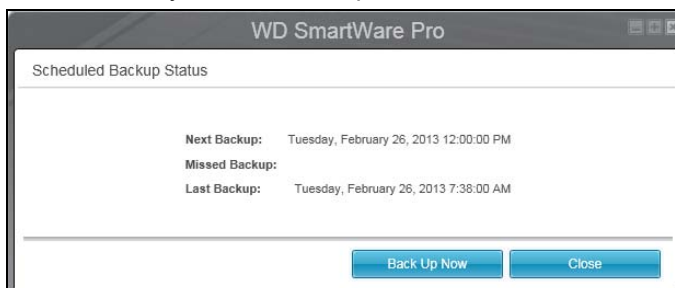 WD SmartWare Pro
Scheduled Backup Status
Next Backup: Tuesday, February 26, 2013 12:00:00 PM
Missed Backup:
Last Backup: Tuesday, February 26, 2013 7:38:00 AM
Back Up Now Close